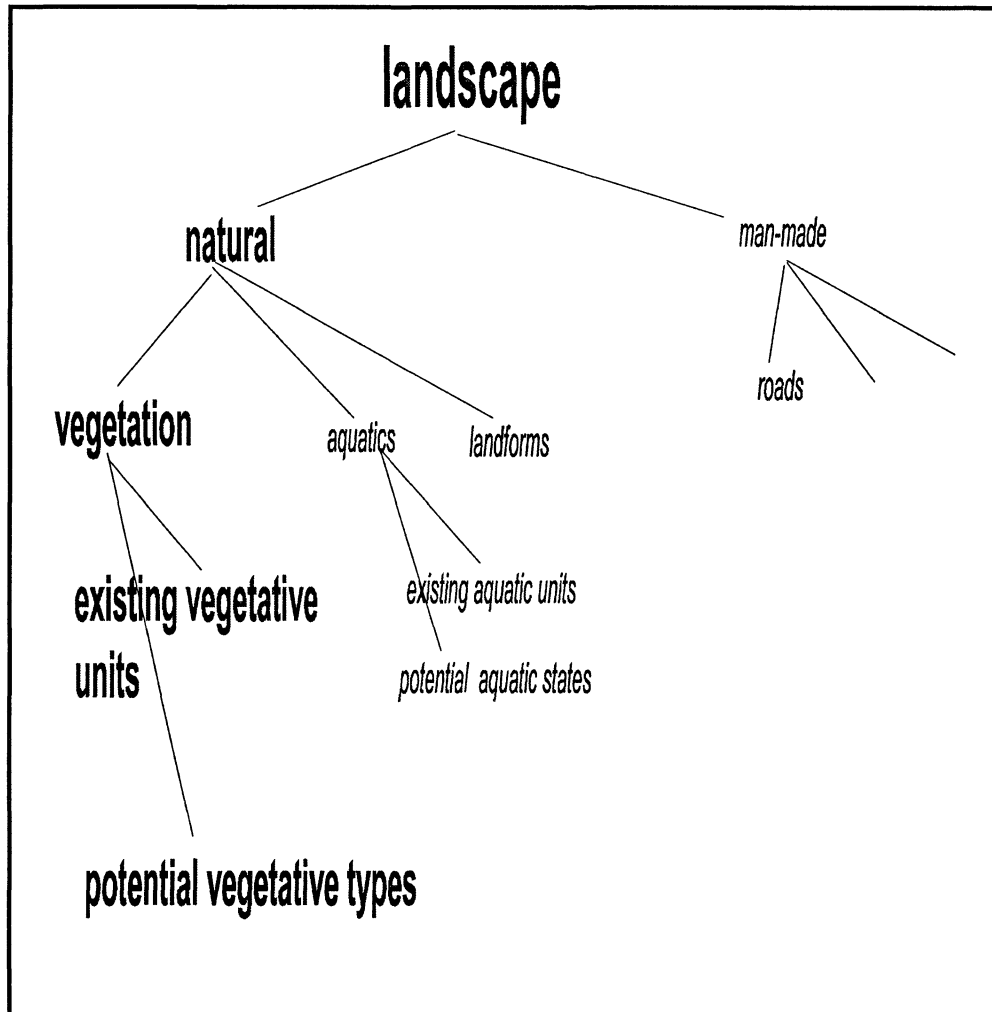 landscape
natural
man-made
roads
vegetation
aquatics
landforms
existing vegetative
units
existing aquatic units
potential aquatic states
potential vegetative types